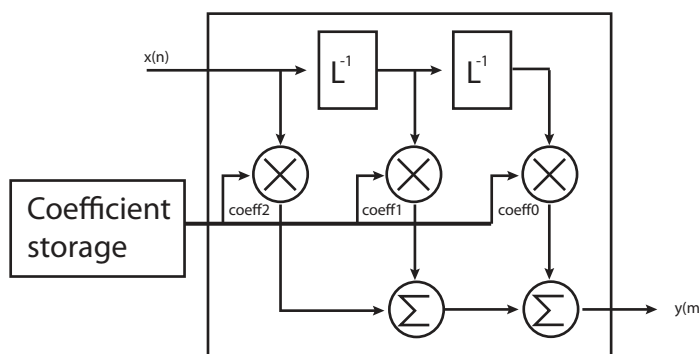 x(n)
L-1
L-1
Coefficient
storage
coeff2
coeff1
coeff0
Σ
Σ
y(m